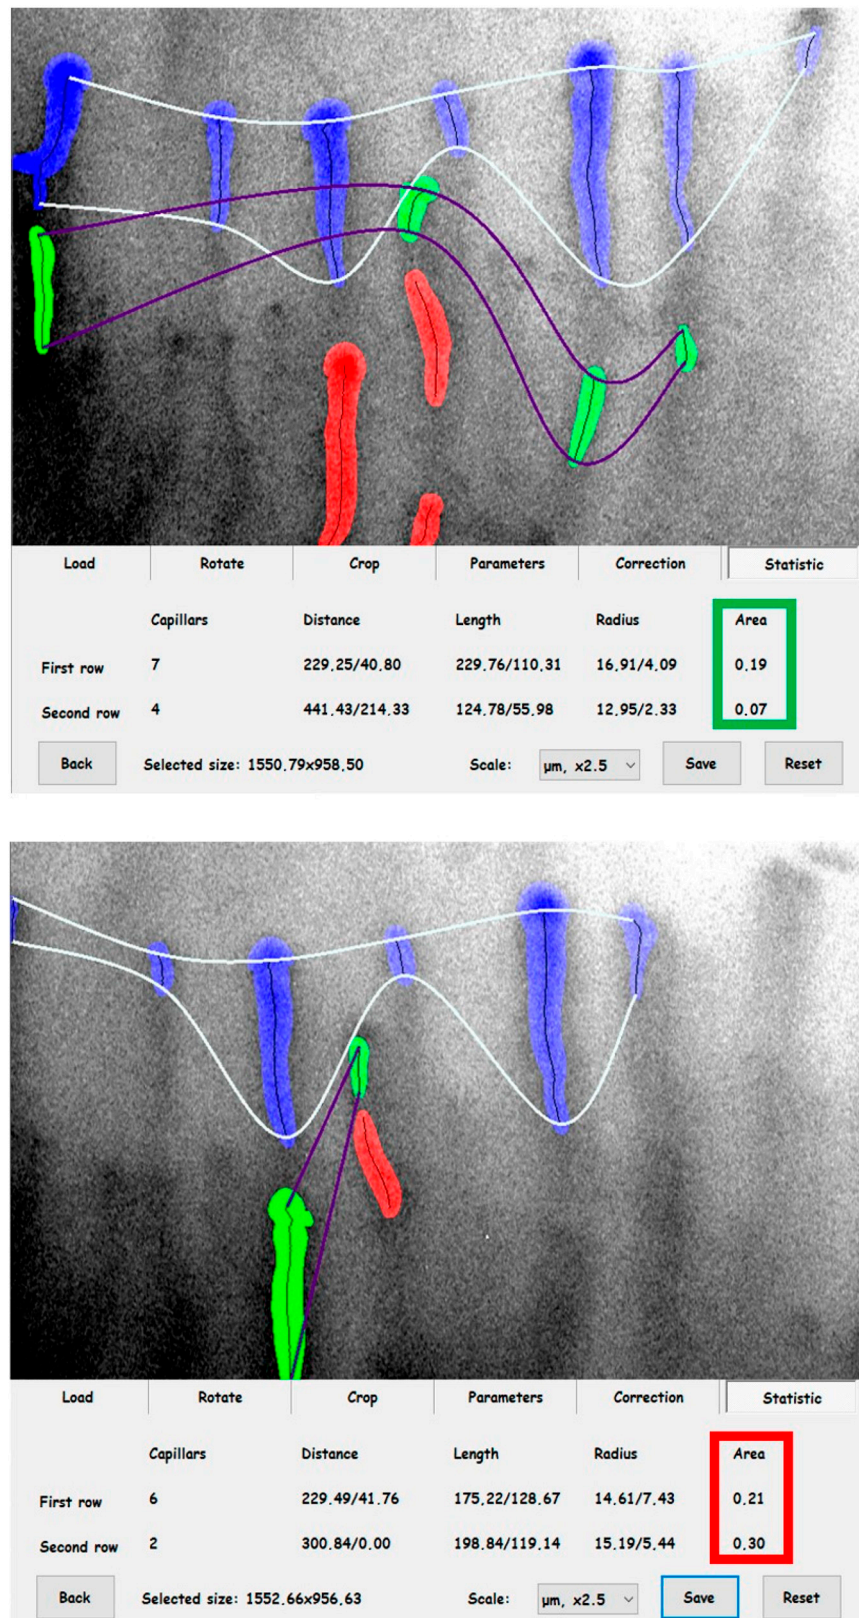 Load Rotate Crop Parameters Correction Statistic
Capillars Distance Length Radius Area
First row 7 229,25/40,80 229,76/110,31 16,91/4,09 0,19
Second row 4 441,43/214,33 124,78/55,98 12,95/2,33 0,07
Back Selected size: 1550,79x958,50 Scale: µm, x2.5 Save Reset
Load Rotate Crop Parameters Correction Statistic
Capillars Distance Length Radius Area
First row 6 229,49/41,76 175,22/128,67 14,61/7,43 0,21
Second row 2 300,84/0,00 198,84/119,14 15,19/5,44 0,30
Back Selected size: 1552,66x956,63 Scale: µm, x2.5 Save Reset